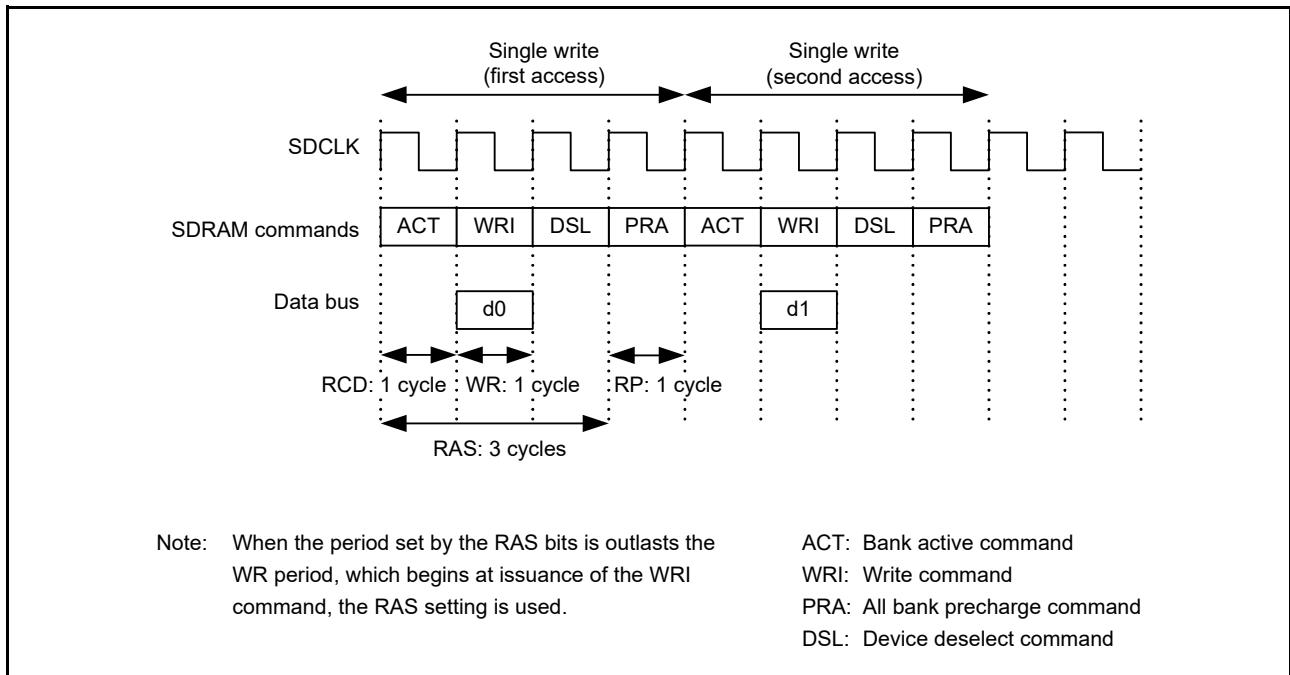 Single write
(first access)
Single write
(second access)
SDCLK
SDRAM commands ACT WRI DSL PRA ACT WRI DSL PRA
Data bus d0 d1
RCD: 1 cycle WR: 1 cycle RP: 1 cycle
RAS: 3 cycles
Note: When the period set by the RAS bits is outlasts the
WR period, which begins at issuance of the WRI
command, the RAS setting is used.
ACT: Bank active command
WRI: Write command
PRA: All bank precharge command
DSL: Device deselect command